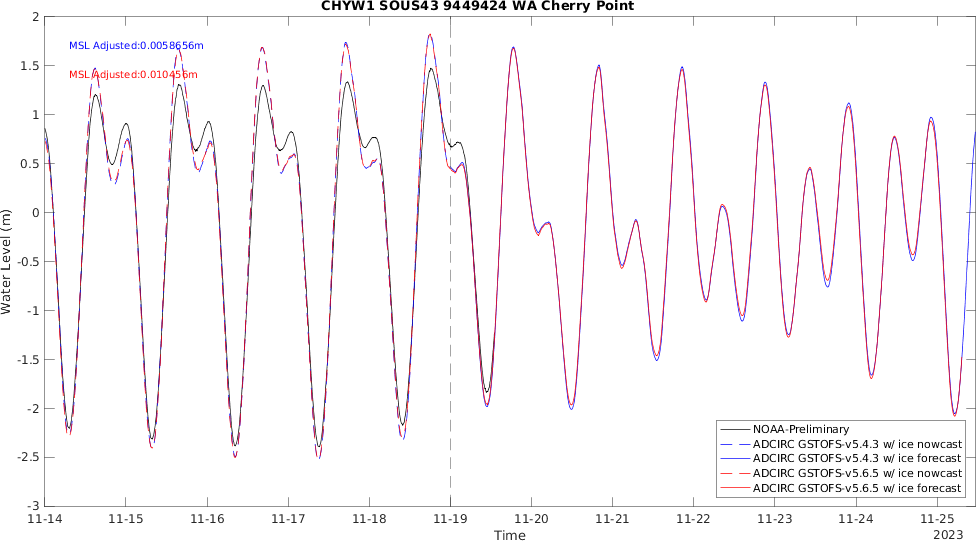 CHYW1 SOUS43 9449424 WA Cherry Point
2
1.5
1
0.5
0
-0.5
-1
-1.5
-2
-2.5
-3
Water Level (m)
MSL Adjusted:0.0058656m
MSL Adjusted:0.010456m
NOAA-Preliminary
ADCIRC GSTOFS-v5.4.3 w/ ice nowcast
ADCIRC GSTOFS-v5.4.3 w/ ice forecast
ADCIRC GSTOFS-v5.6.5 w/ ice nowcast
ADCIRC GSTOFS-v5.6.5 w/ ice forecast
11-14 11-15 11-16 11-17 11-18 11-19 11-20 11-21 11-22 11-23 11-24 11-25
Time
2023